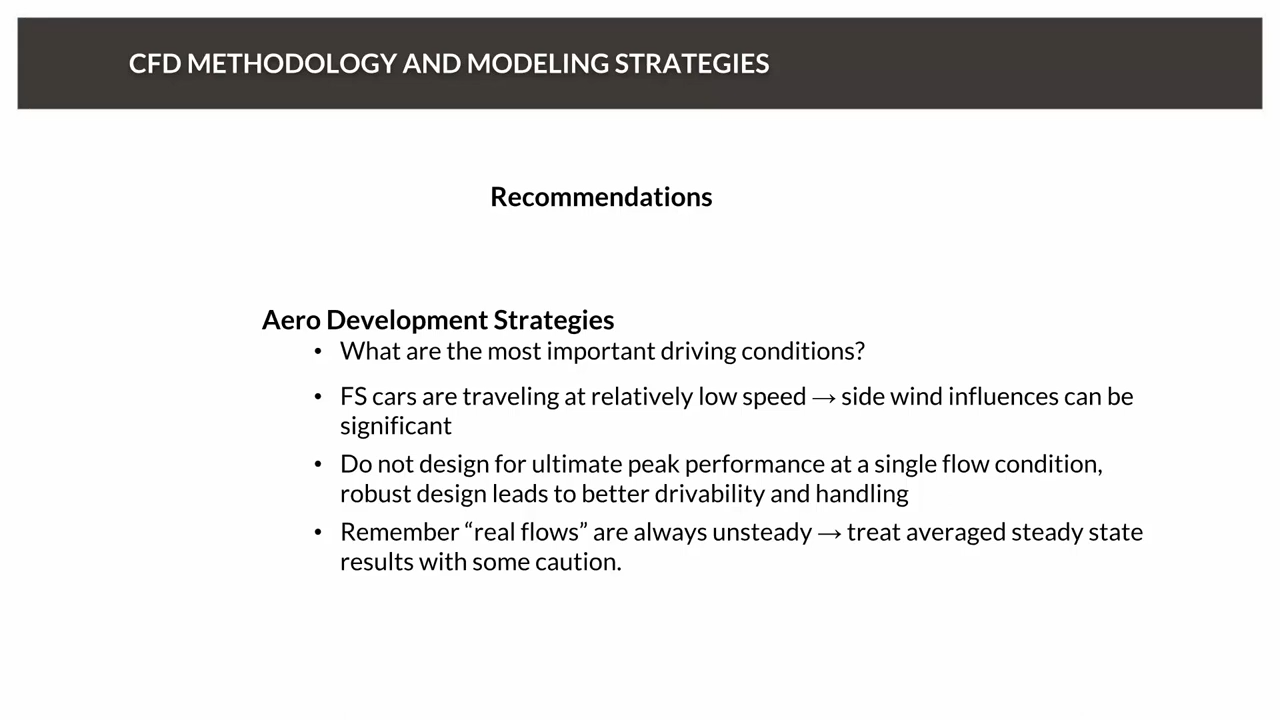 CFD METHODOLOGY AND MODELING STRATEGIES
Recommendations
Aero Development Strategies
• What are the most important driving conditions?
• FS cars are traveling at relatively low speed → side wind influences can be
significant
• Do not design for ultimate peak performance at a single flow condition,
robust design leads to better drivability and handling
• Remember “real flows” are always unsteady → treat averaged steady state
results with some caution.